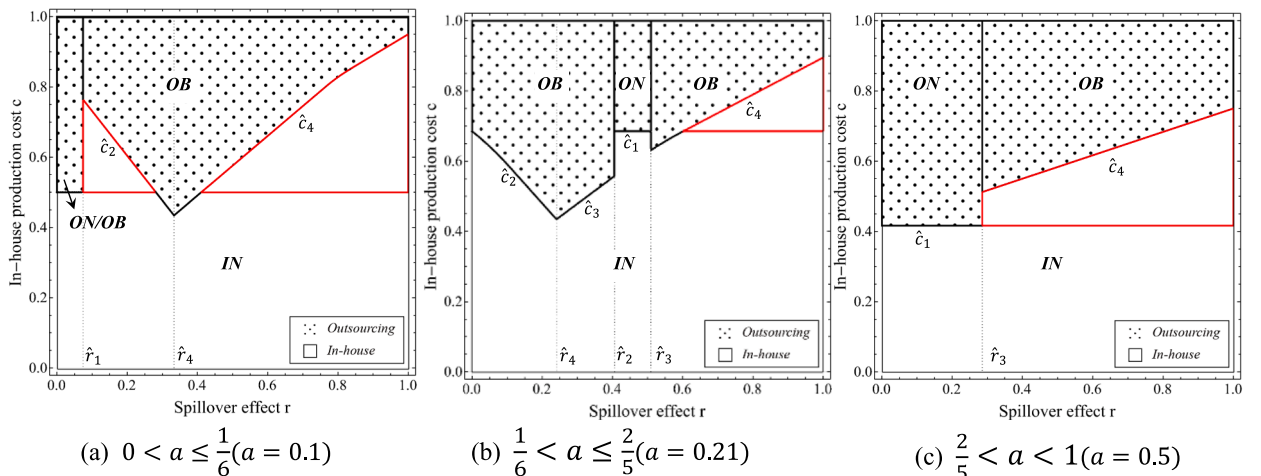 In−house production cost c
1.0
0.8
0.6
0.4
0.2
0.0
OB
ĉ₂
ĉ₄
ON/OB
IN
Outsourcing
In-house
r̂₁
r̂₄
0.0 0.2 0.4 0.6 0.8 1.0
Spillover effect r
(a) 0 < a ≤ 1/6 (a = 0.1)
In−house production cost c
1.0
0.8
0.6
0.4
0.2
0.0
OB
ON
OB
ĉ₄
ĉ₁
ĉ₂
ĉ₃
IN
Outsourcing
In-house
r̂₄
r̂₂
r̂₃
0.0 0.2 0.4 0.6 0.8 1.0
Spillover effect r
(b) 1/6 < a ≤ 2/5 (a = 0.21)
In−house production cost c
1.0
0.8
0.6
0.4
0.2
0.0
ON
OB
ĉ₄
ĉ₁
IN
Outsourcing
In-house
r̂₃
0.0 0.2 0.4 0.6 0.8 1.0
Spillover effect r
(c) 2/5 < a < 1 (a = 0.5)